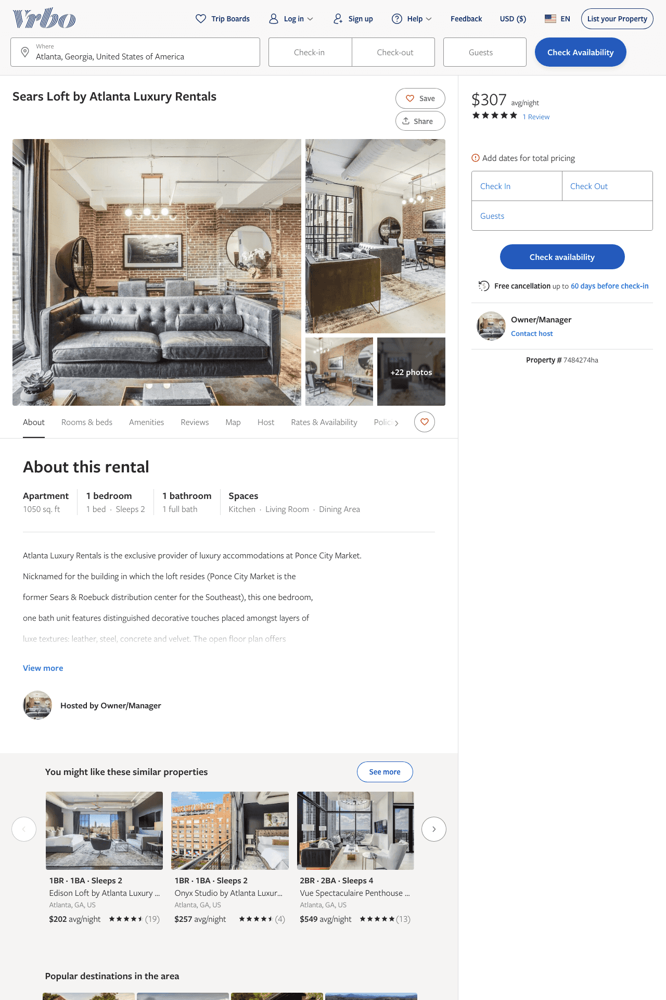 Vrbo
Trip Boards
Log in
Sign up
Help
Feedback
USD ($)
EN
List your Property
Where
Atlanta, Georgia, United States of America
Check-in
Check-out
Guests
Check Availability
Sears Loft by Atlanta Luxury Rentals
Save
Share
+22 photos
$307 avg/night
1 Review
Add dates for total pricing
Check In
Check Out
Guests
Check availability
Free cancellation up to 60 days before check-in
Owner/Manager
Contact host
Property # 7484274ha
About
Rooms & beds
Amenities
Reviews
Map
Host
Rates & Availability
Polici
About this rental
Apartment
1050 sq. ft
1 bedroom
1 bed · Sleeps 2
1 bathroom
1 full bath
Spaces
Kitchen · Living Room · Dining Area
Atlanta Luxury Rentals is the exclusive provider of luxury accommodations at Ponce City Market.
Nicknamed for the building in which the loft resides (Ponce City Market is the
former Sears & Roebuck distribution center for the Southeast), this one bedroom,
one bath unit features distinguished decorative touches placed amongst layers of
luxe textures: leather, steel, concrete and velvet. The open floor plan offers
View more
Hosted by Owner/Manager
You might like these similar properties
See more
PONCE CITY MARKET
1BR · 1BA · Sleeps 2
Edison Loft by Atlanta Luxury ...
Atlanta, GA, US
$202 avg/night (19)
1BR · 1BA · Sleeps 2
Onyx Studio by Atlanta Luxur...
Atlanta, GA, US
$257 avg/night (4)
2BR · 2BA · Sleeps 4
Vue Spectaculaire Penthouse ...
Atlanta, GA, US
$549 avg/night (13)
Popular destinations in the area